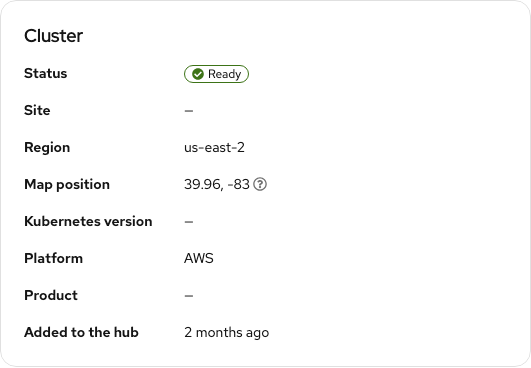 Cluster
Status Ready
Site –
Region us-east-2
Map position 39.96, -83
Kubernetes version –
Platform AWS
Product –
Added to the hub 2 months ago